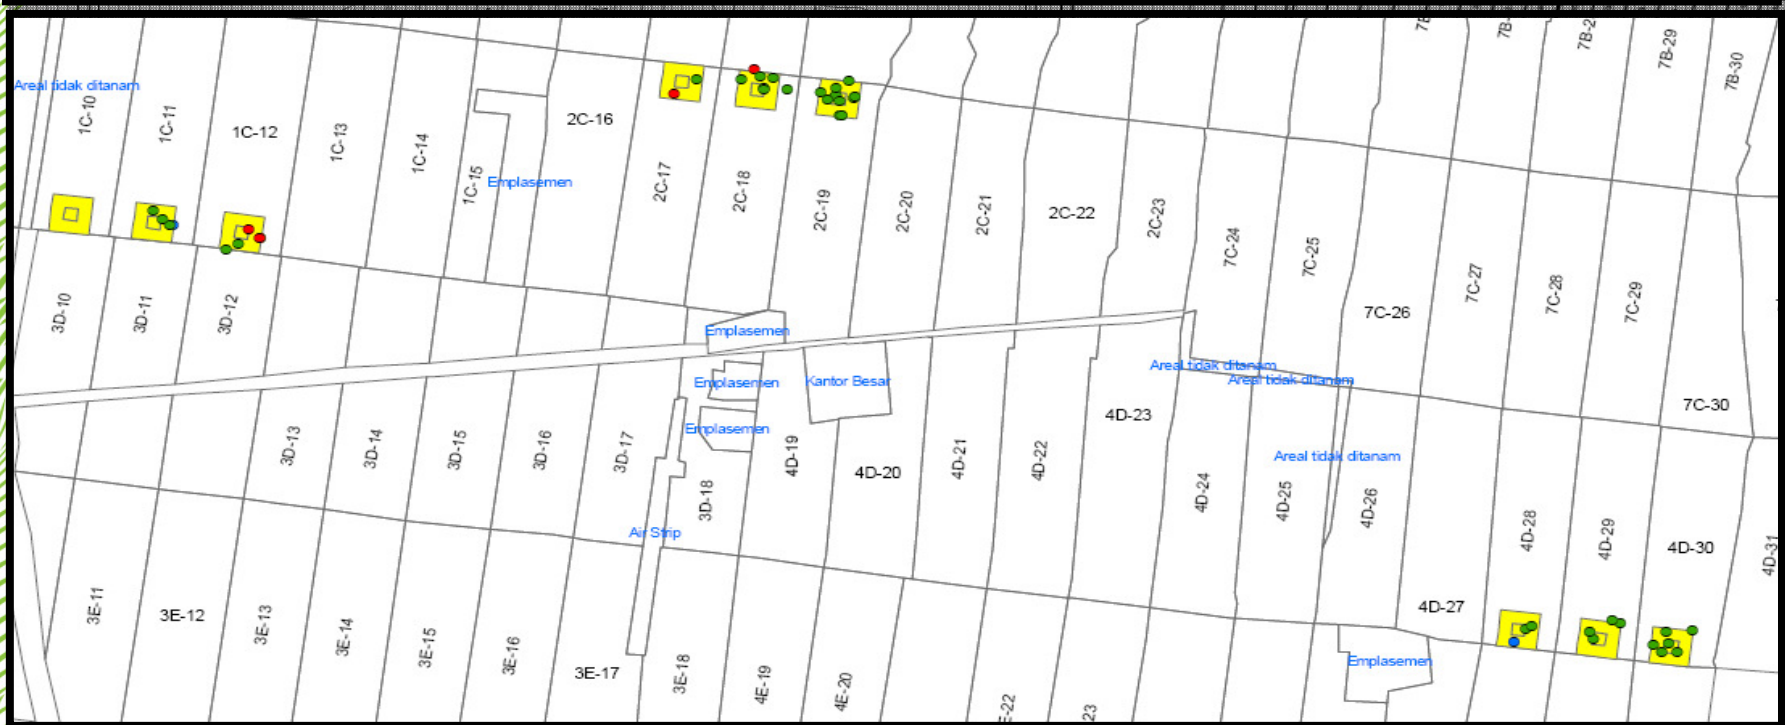 7B-29
7B-30
Areal tidak ditanam
1C-10
1C-11
1C-12
1C-13
1C-14
1C-15
Emplasemen
2C-16
2C-17
2C-18
2C-19
2C-20
2C-21
2C-22
2C-23
7C-24
7C-25
7C-26
7C-27
7C-28
7C-29
7C-30
3D-10
3D-11
3D-12
Emplasemen
Emplasemen
Kantor Besar
Areal tidak ditanam
Areal tidak ditanam
Emplasemen
3D-13
3D-14
3D-15
3D-16
3D-17
3D-18
4D-19
4D-20
4D-21
4D-22
4D-23
4D-24
4D-25
Areal tidak ditanam
4D-26
4D-27
4D-28
4D-29
4D-30
4D-31
Air Strip
3E-11
3E-12
3E-13
3E-14
3E-15
3E-16
3E-17
3E-18
4E-19
4E-20
E-22
23
Emplasemen